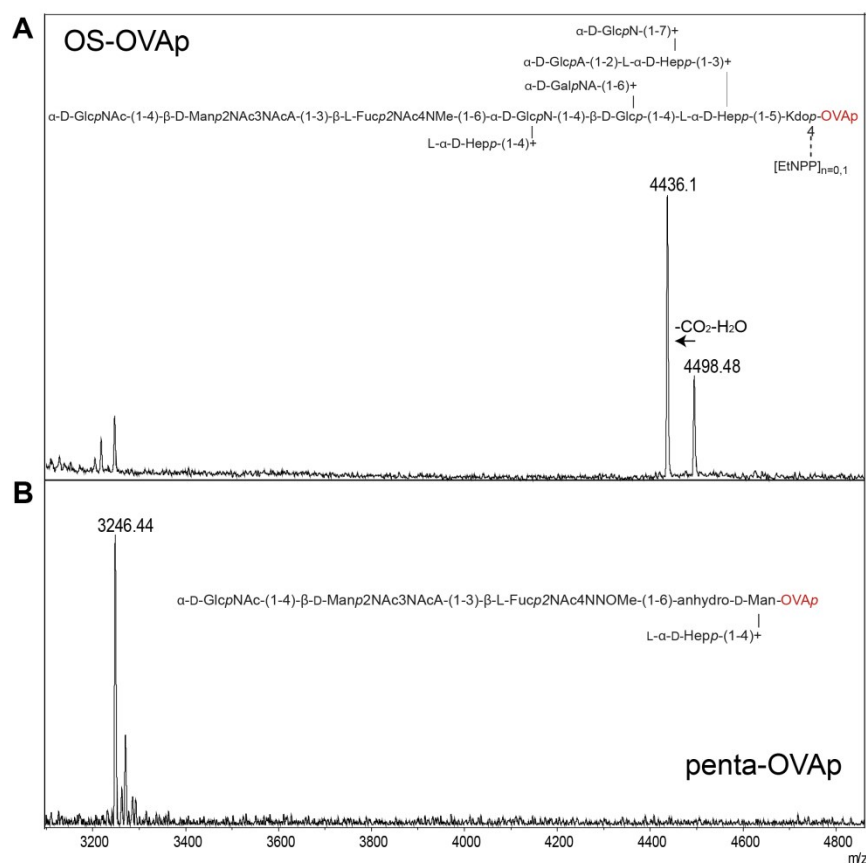 A
OS-OVAp
α-D-GlcpN-(1-7)+
α-D-GlcpA-(1-2)-L-α-D-Hepp-(1-3)+
α-D-GalpNA-(1-6)+
α-D-GlcpNAc-(1-4)-β-D-Manp2NAc3NAcA-(1-3)-β-L-Fucp2NAc4NMe-(1-6)-α-D-GlcpN-(1-4)-β-D-Glcp-(1-4)-L-α-D-Hepp-(1-5)-Kdop-OVAp
L-α-D-Hepp-(1-4)+
4
[EtNPP]n=0,1
4436.1
-CO2-H2O
4498.48
B
3246.44
α-D-GlcpNAc-(1-4)-β-D-Manp2NAc3NAcA-(1-3)-β-L-Fucp2NAc4NNOMe-(1-6)-anhydro-D-Man-OVAp
L-α-D-Hepp-(1-4)+
penta-OVAp
3200 3400 3600 3800 4000 4200 4400 4600 4800
m/z